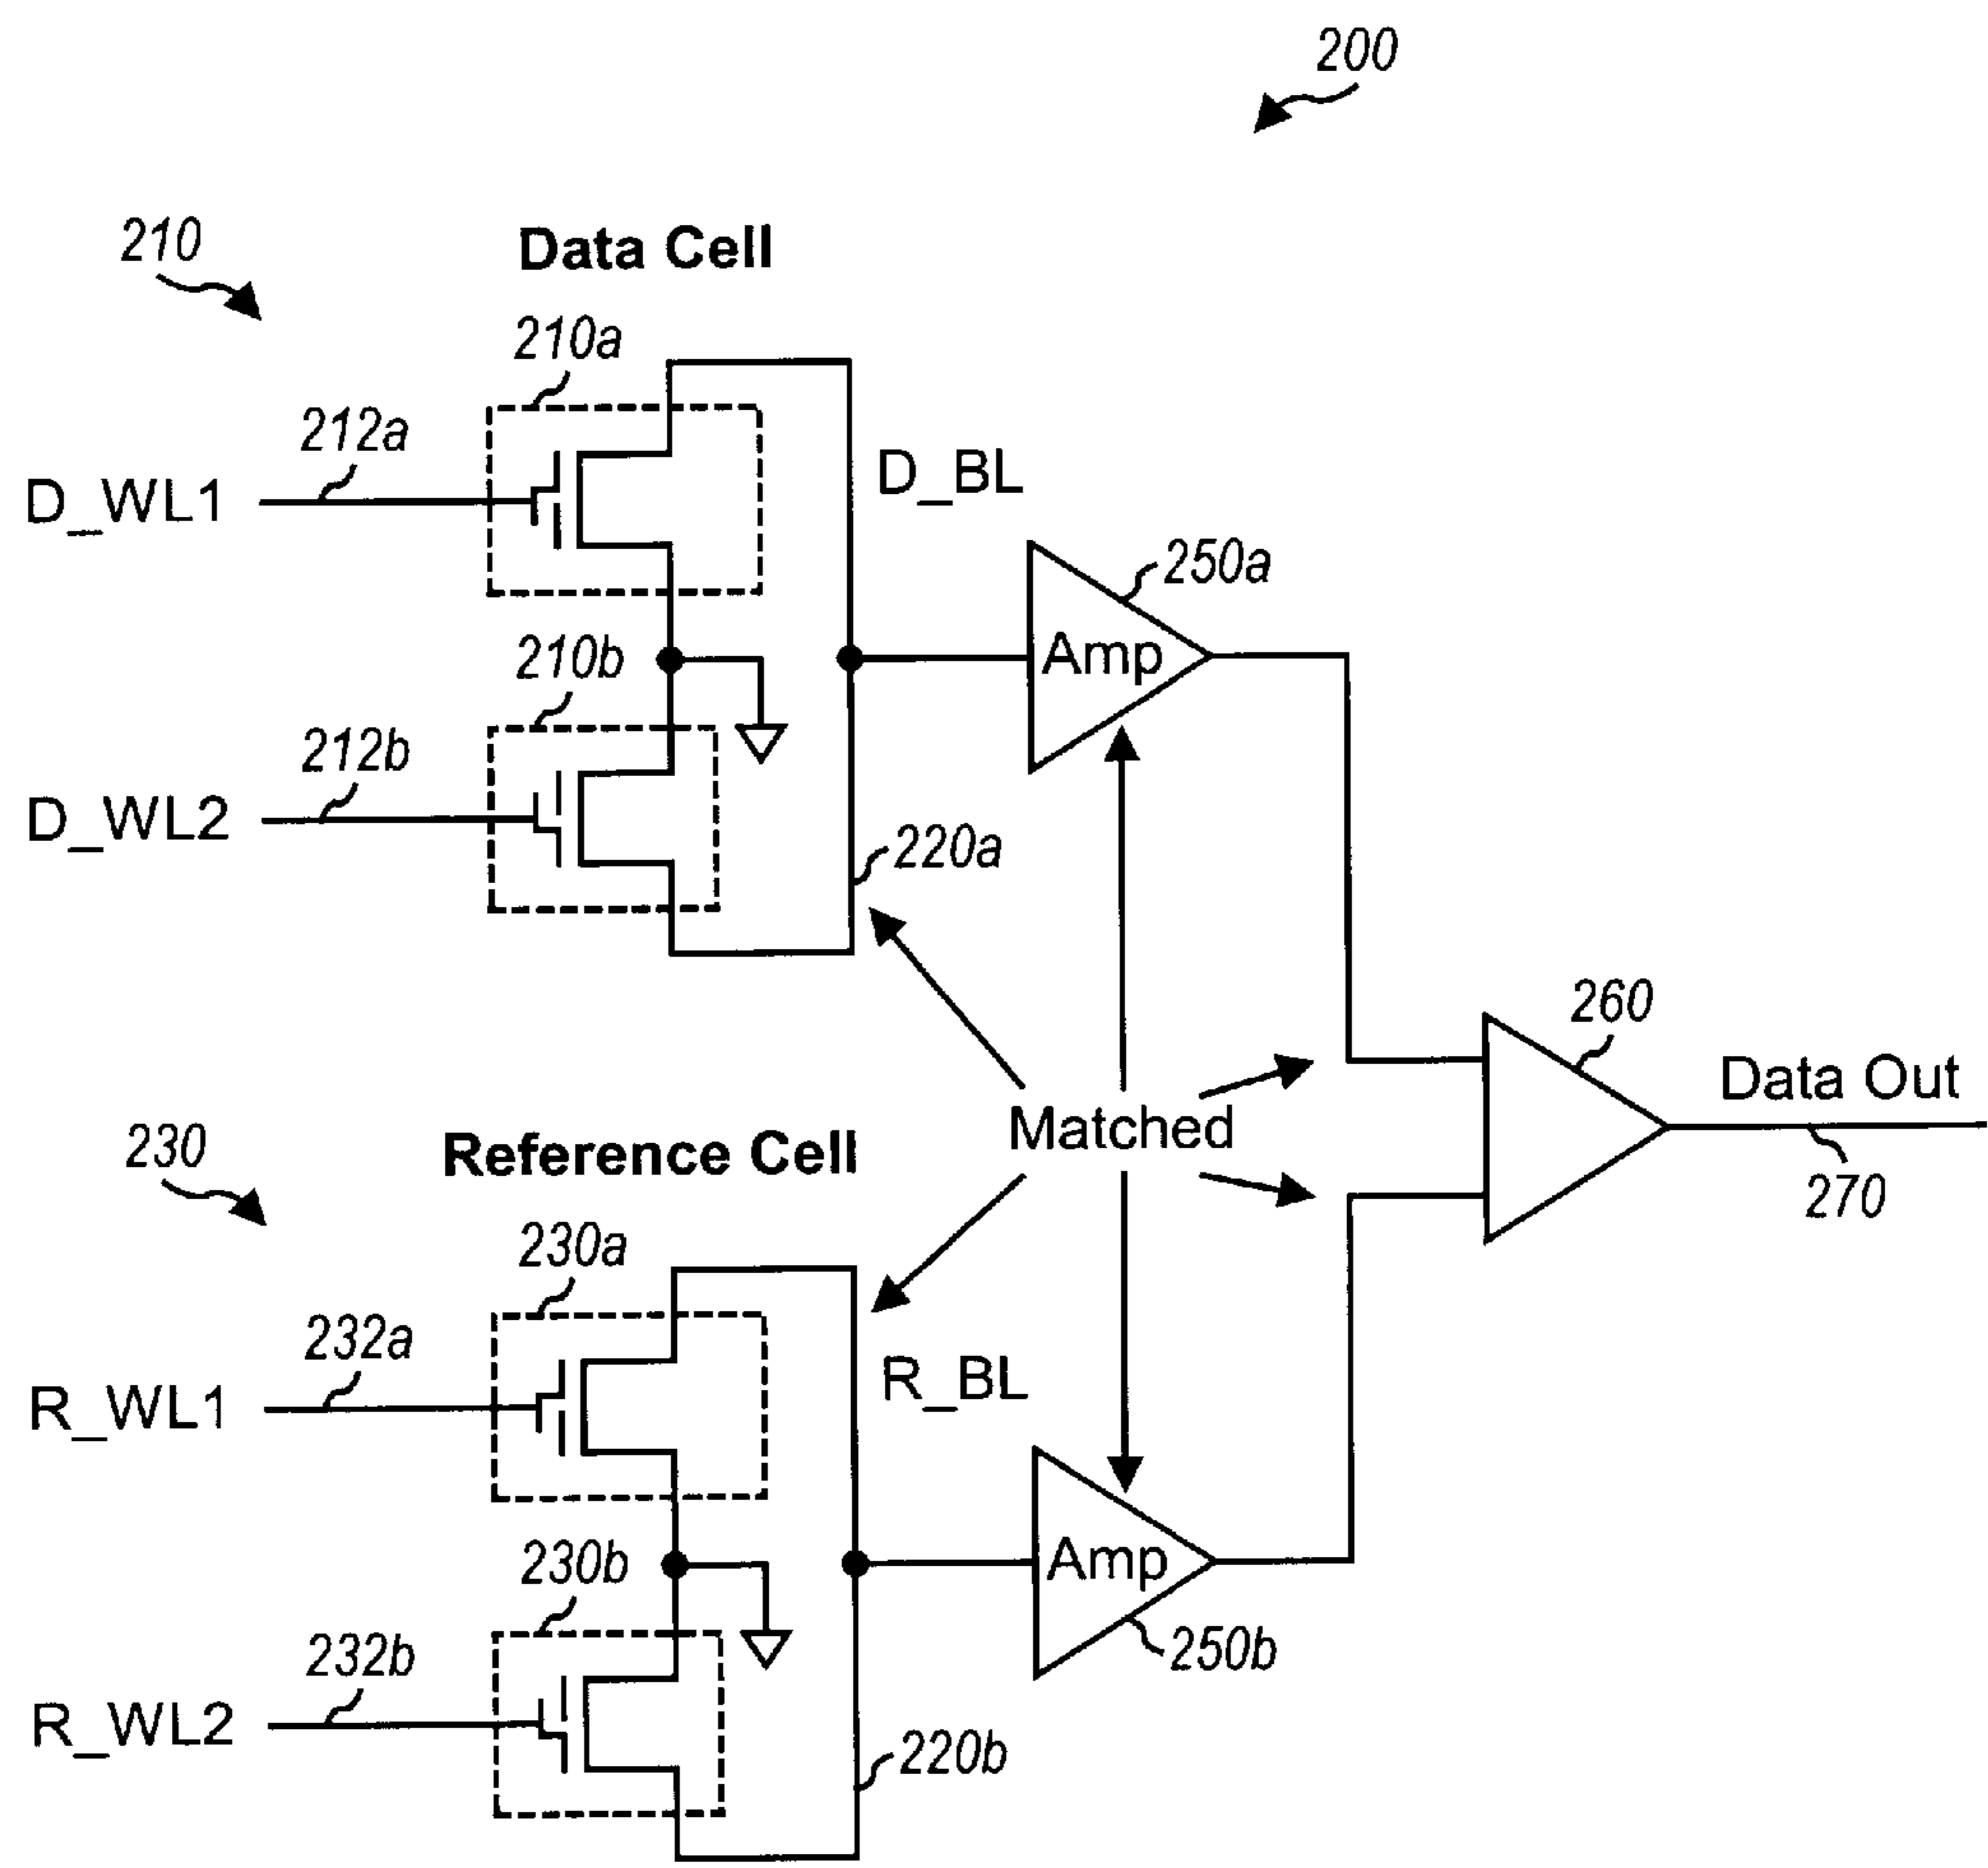 200
210
Data Cell
210a
212a
D_WL1
D_BL
250a
Amp
210b
212b
D_WL2
220a
260
Data Out
270
Matched
230
Reference Cell
230a
232a
R_WL1
R_BL
230b
Amp
250b
232b
R_WL2
220b